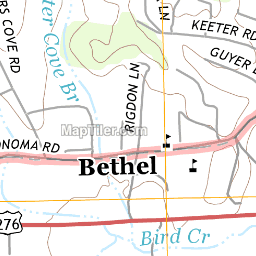 RS COVE RD
ter Cove Br
LN
KEETER RD
GUYER
RIGDON LN
MapTiler.com
ONOMA RD
Bethel
276
Bird Cr